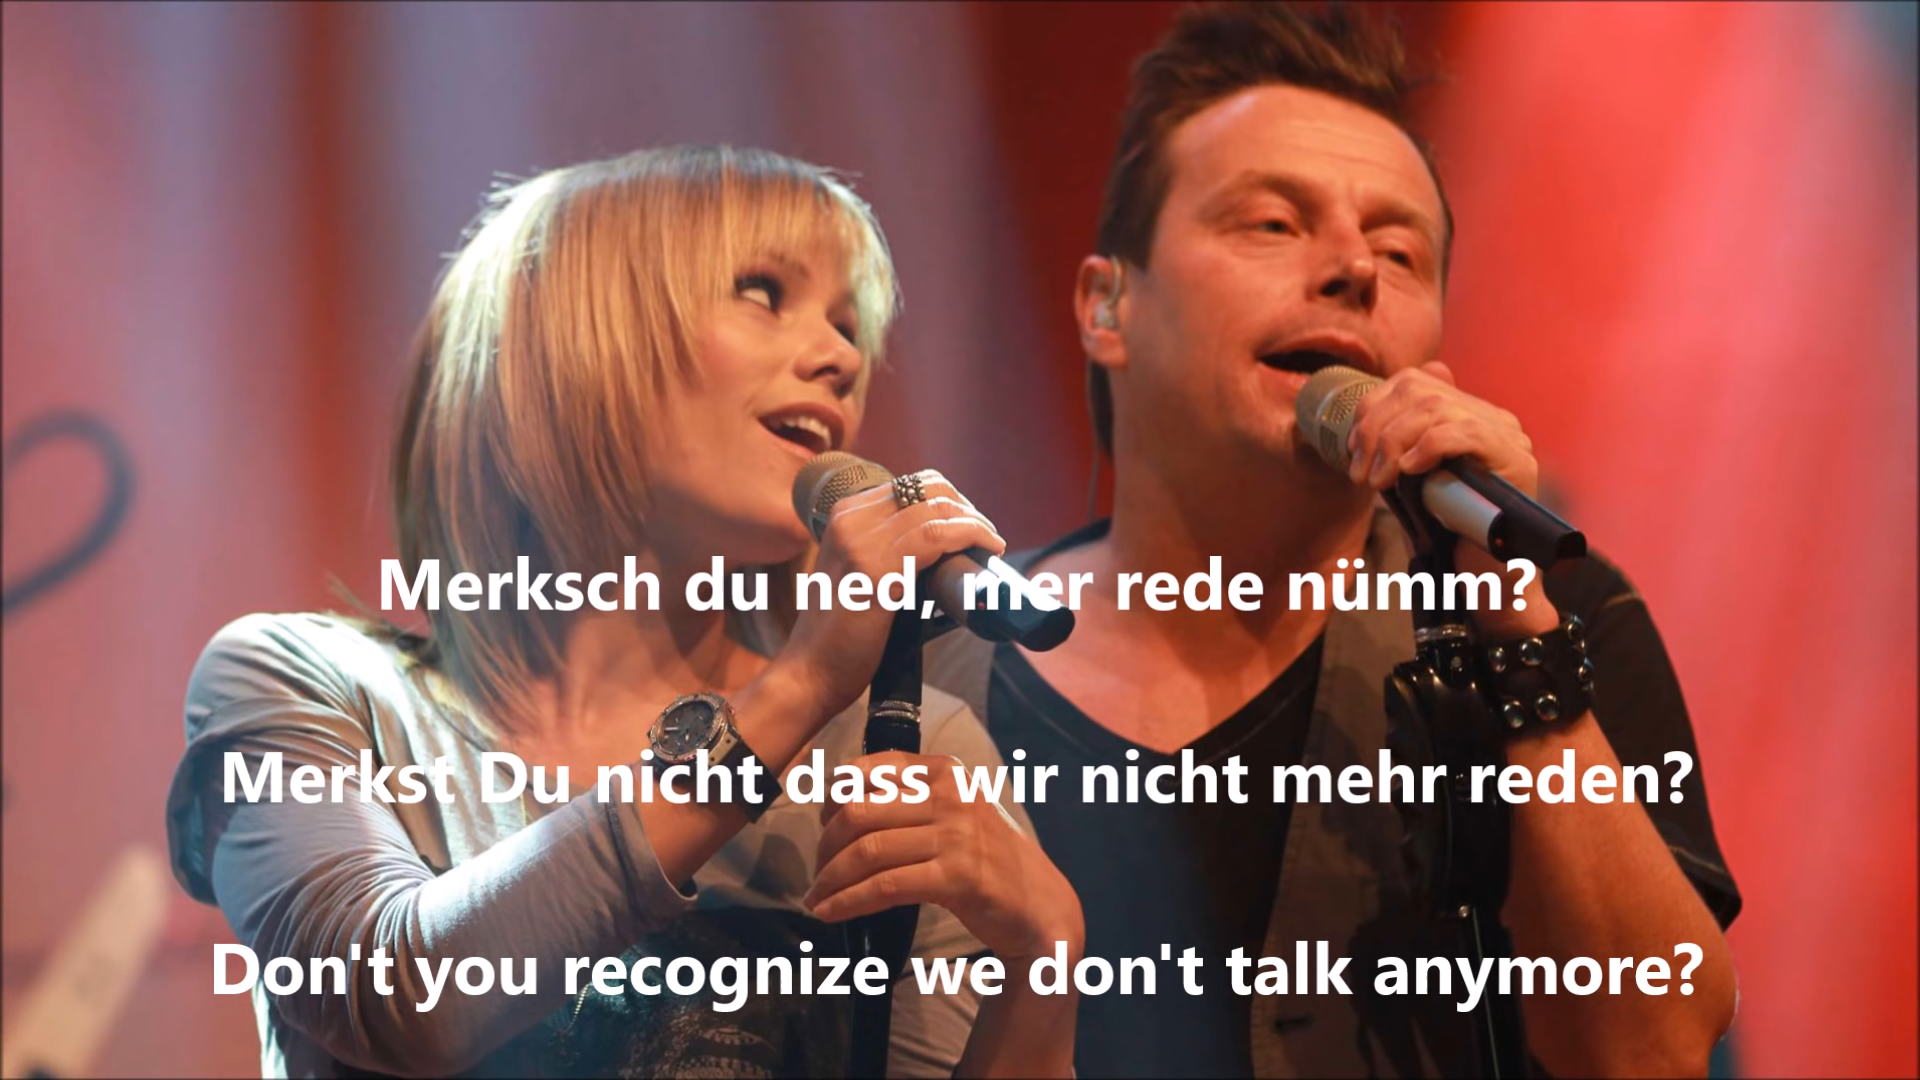 Merksch du ned, mer rede nümm?
Merkst Du nicht dass wir nicht mehr reden?
Don't you recognize we don't talk anymore?